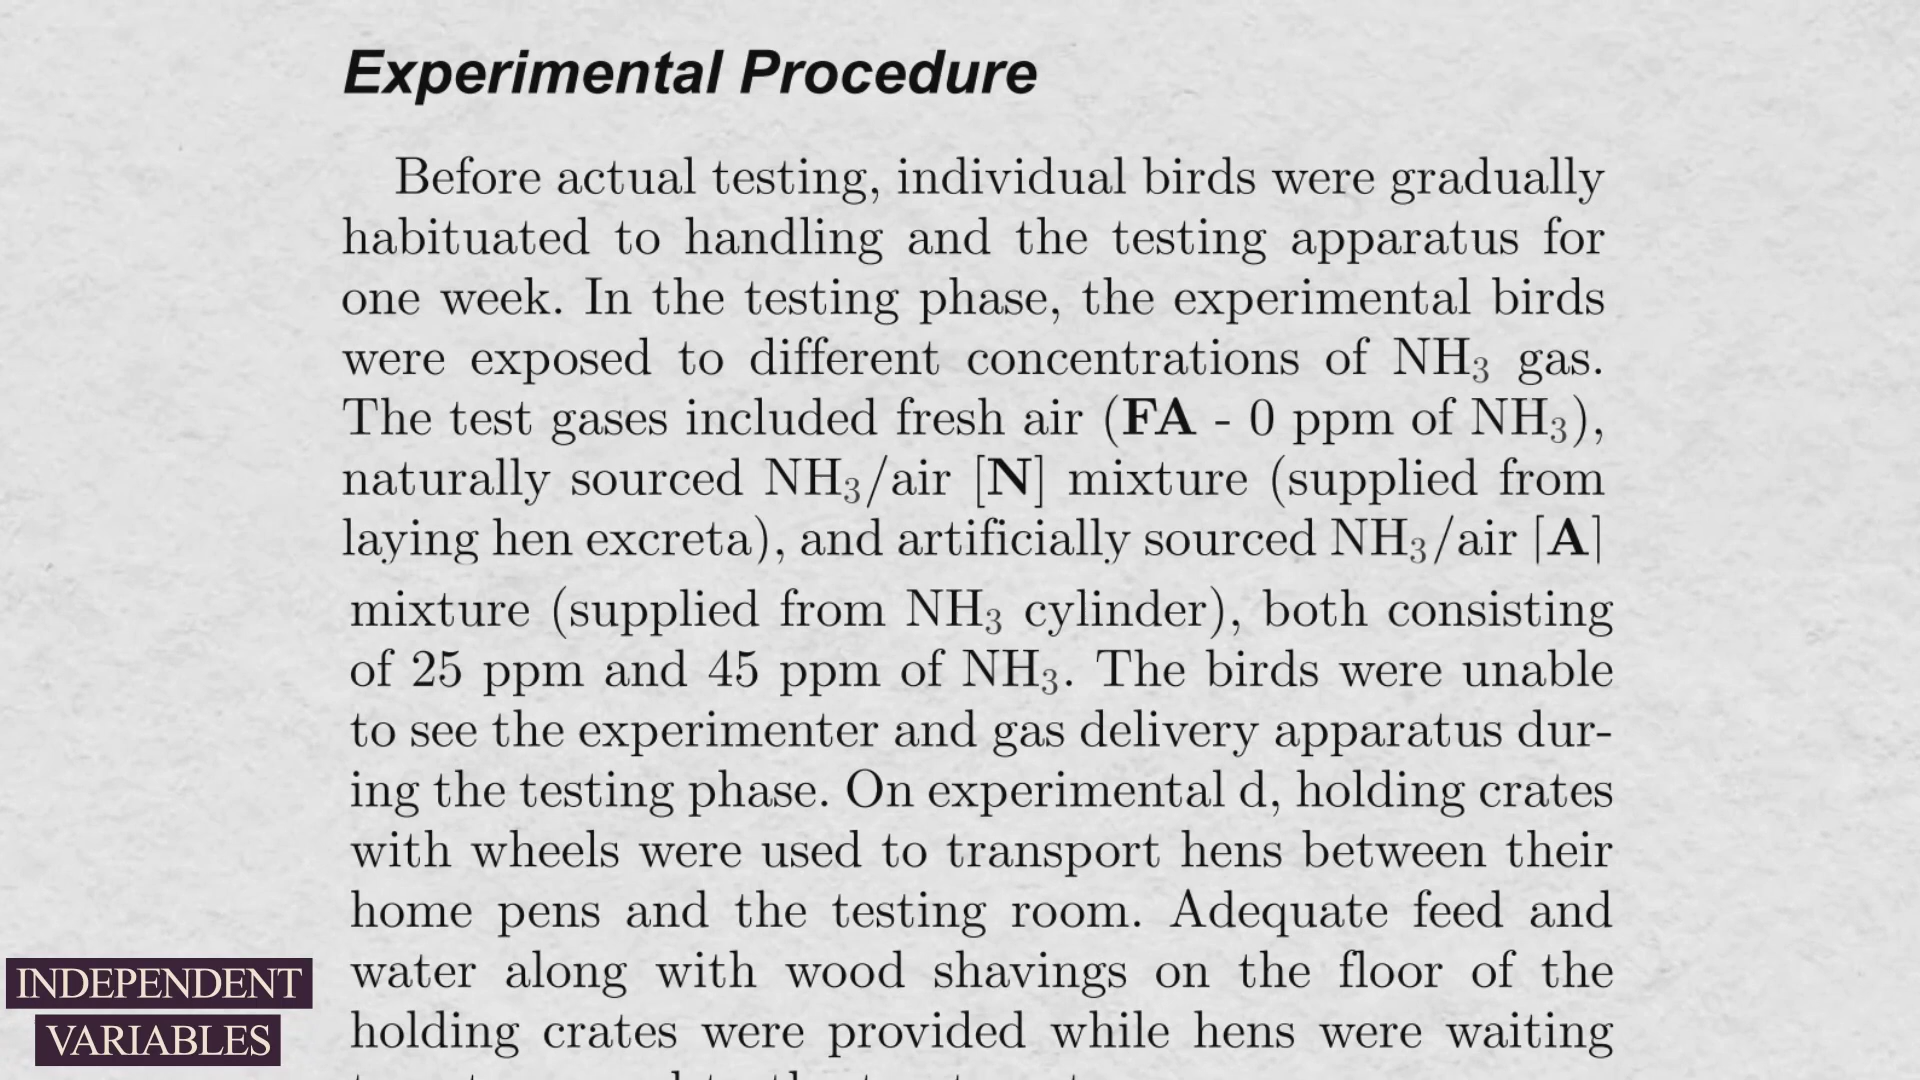 Experimental Procedure
Before actual testing, individual birds were gradually
habituated to handling and the testing apparatus for
one week. In the testing phase, the experimental birds
were exposed to different concentrations of NH₃ gas.
The test gases included fresh air (FA - 0 ppm of NH₃),
naturally sourced NH₃/air [N] mixture (supplied from
laying hen excreta), and artificially sourced NH₃/air [A]
mixture (supplied from NH₃ cylinder), both consisting
of 25 ppm and 45 ppm of NH₃. The birds were unable
to see the experimenter and gas delivery apparatus dur-
ing the testing phase. On experimental d, holding crates
with wheels were used to transport hens between their
home pens and the testing room. Adequate feed and
water along with wood shavings on the floor of the
holding crates were provided while hens were waiting
INDEPENDENT
VARIABLES